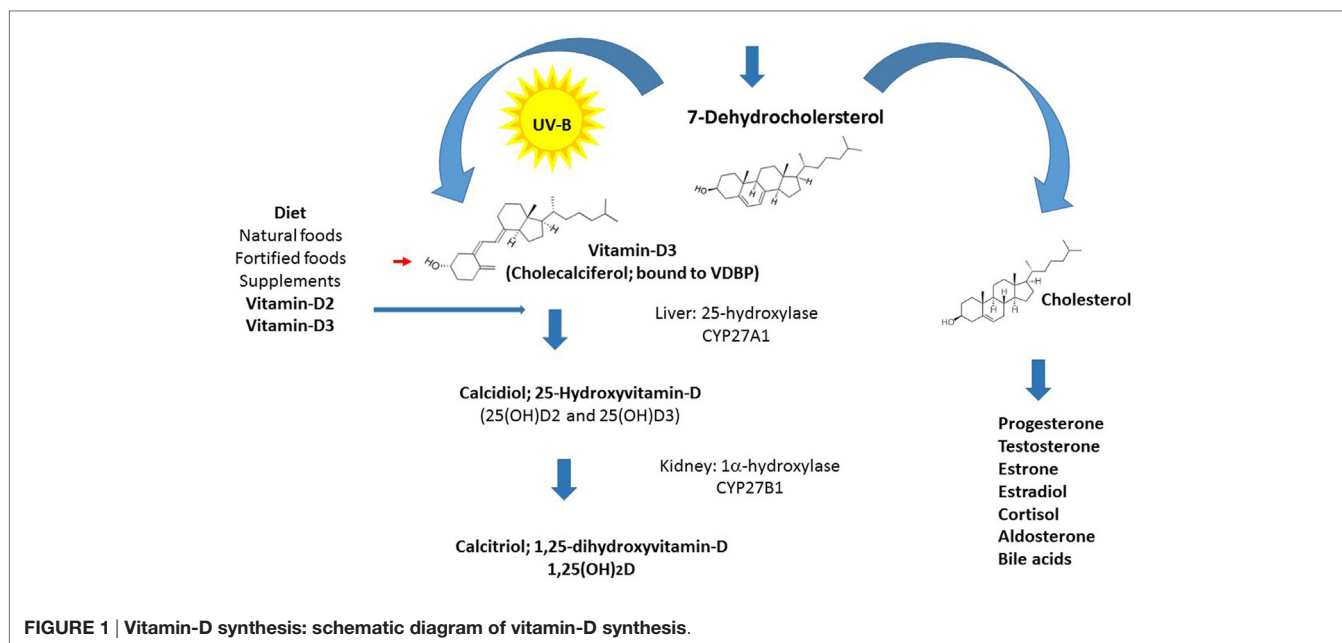 UV-B
7-Dehydrocholersterol
HO
H
H
Diet
Natural foods
Fortified foods
Supplements
Vitamin-D2
Vitamin-D3
HO
H
H
Vitamin-D3
(Cholecalciferol; bound to VDBP)
Liver: 25-hydroxylase
CYP27A1
HO
H
H
H
H
Cholesterol
Calcidiol; 25-Hydroxyvitamin-D
(25(OH)D2 and 25(OH)D3)
Kidney: 1α-hydroxylase
CYP27B1
Calcitriol; 1,25-dihydroxyvitamin-D
1,25(OH)₂D
Progesterone
Testosterone
Estrone
Estradiol
Cortisol
Aldosterone
Bile acids
FIGURE 1 | Vitamin-D synthesis: schematic diagram of vitamin-D synthesis.